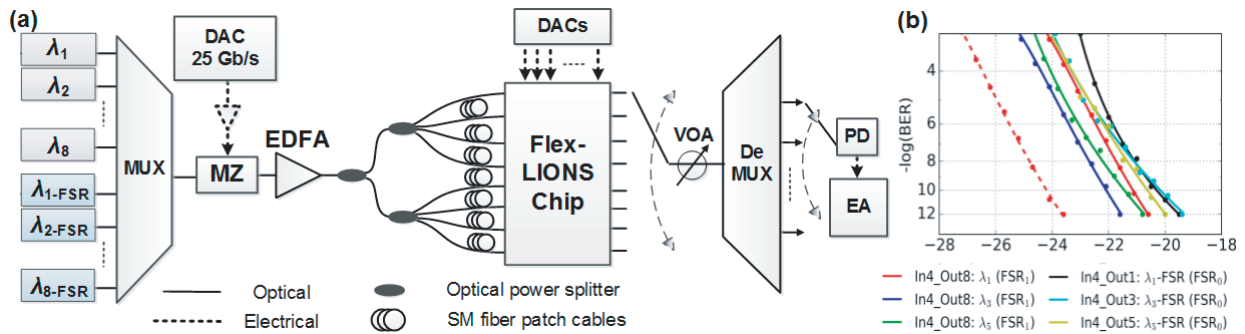 (a)
λ1
λ2
λ8
λ1-FSR
λ2-FSR
λ8-FSR
MUX
DAC
25 Gb/s
MZ
EDFA
DACs
Flex-
LIONS
Chip
VOA
De
MUX
PD
EA
Optical
Electrical
Optical power splitter
SM fiber patch cables
(b)
-log(BER)
4
6
8
10
12
−28 −26 −24 −22 −20 −18
In4_Out8: λ1 (FSR1)
In4_Out8: λ3 (FSR1)
In4_Out8: λ5 (FSR1)
In4_Out1: λ1-FSR (FSR0)
In4_Out3: λ3-FSR (FSR0)
In4_Out5: λ5-FSR (FSR0)